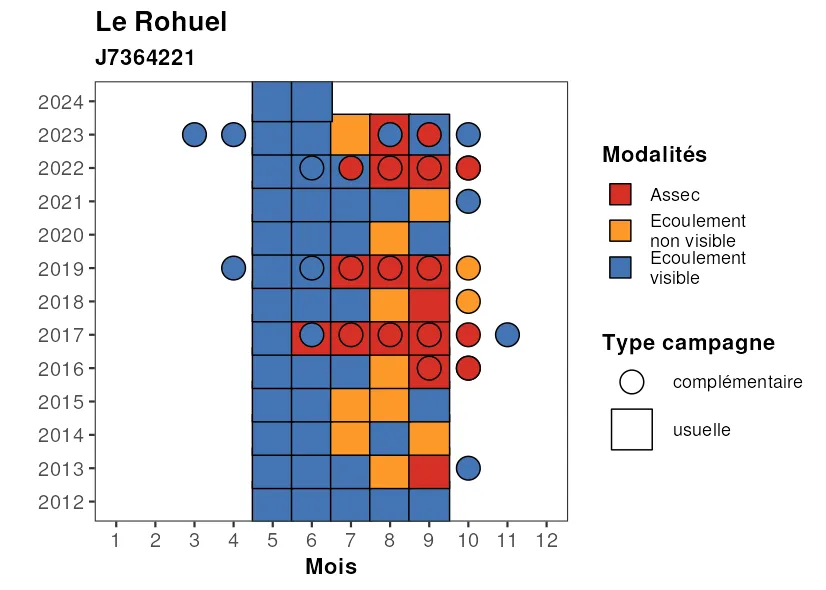 Le Rohuel
J7364221
2024
2023
2022
2021
2020
2019
2018
2017
2016
2015
2014
2013
2012
1 2 3 4 5 6 7 8 9 10 11 12
Mois
Modalités
Assec
Ecoulement
non visible
Ecoulement
visible
Type campagne
complémentaire
usuelle